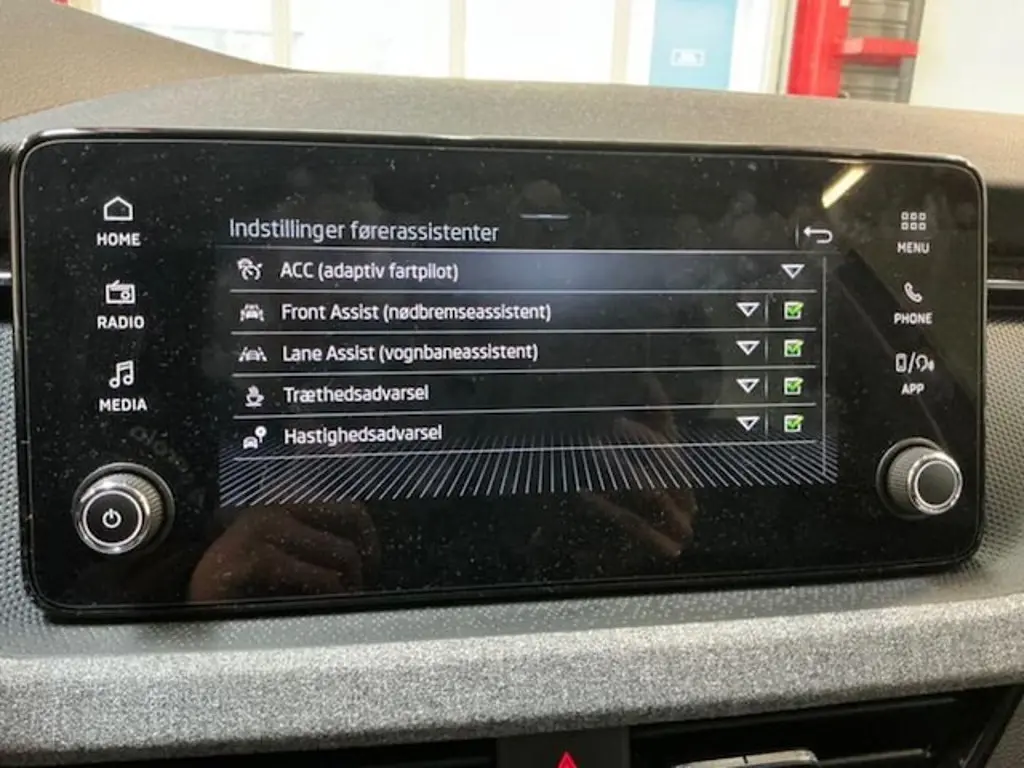 HOME
RADIO
MEDIA
Indstillinger førerassistenter
ACC (adaptiv fartpilot)
Front Assist (nødbremseassistent)
Lane Assist (vognbaneassistent)
Træthedsadvarsel
Hastighedsadvarsel
MENU
PHONE
APP